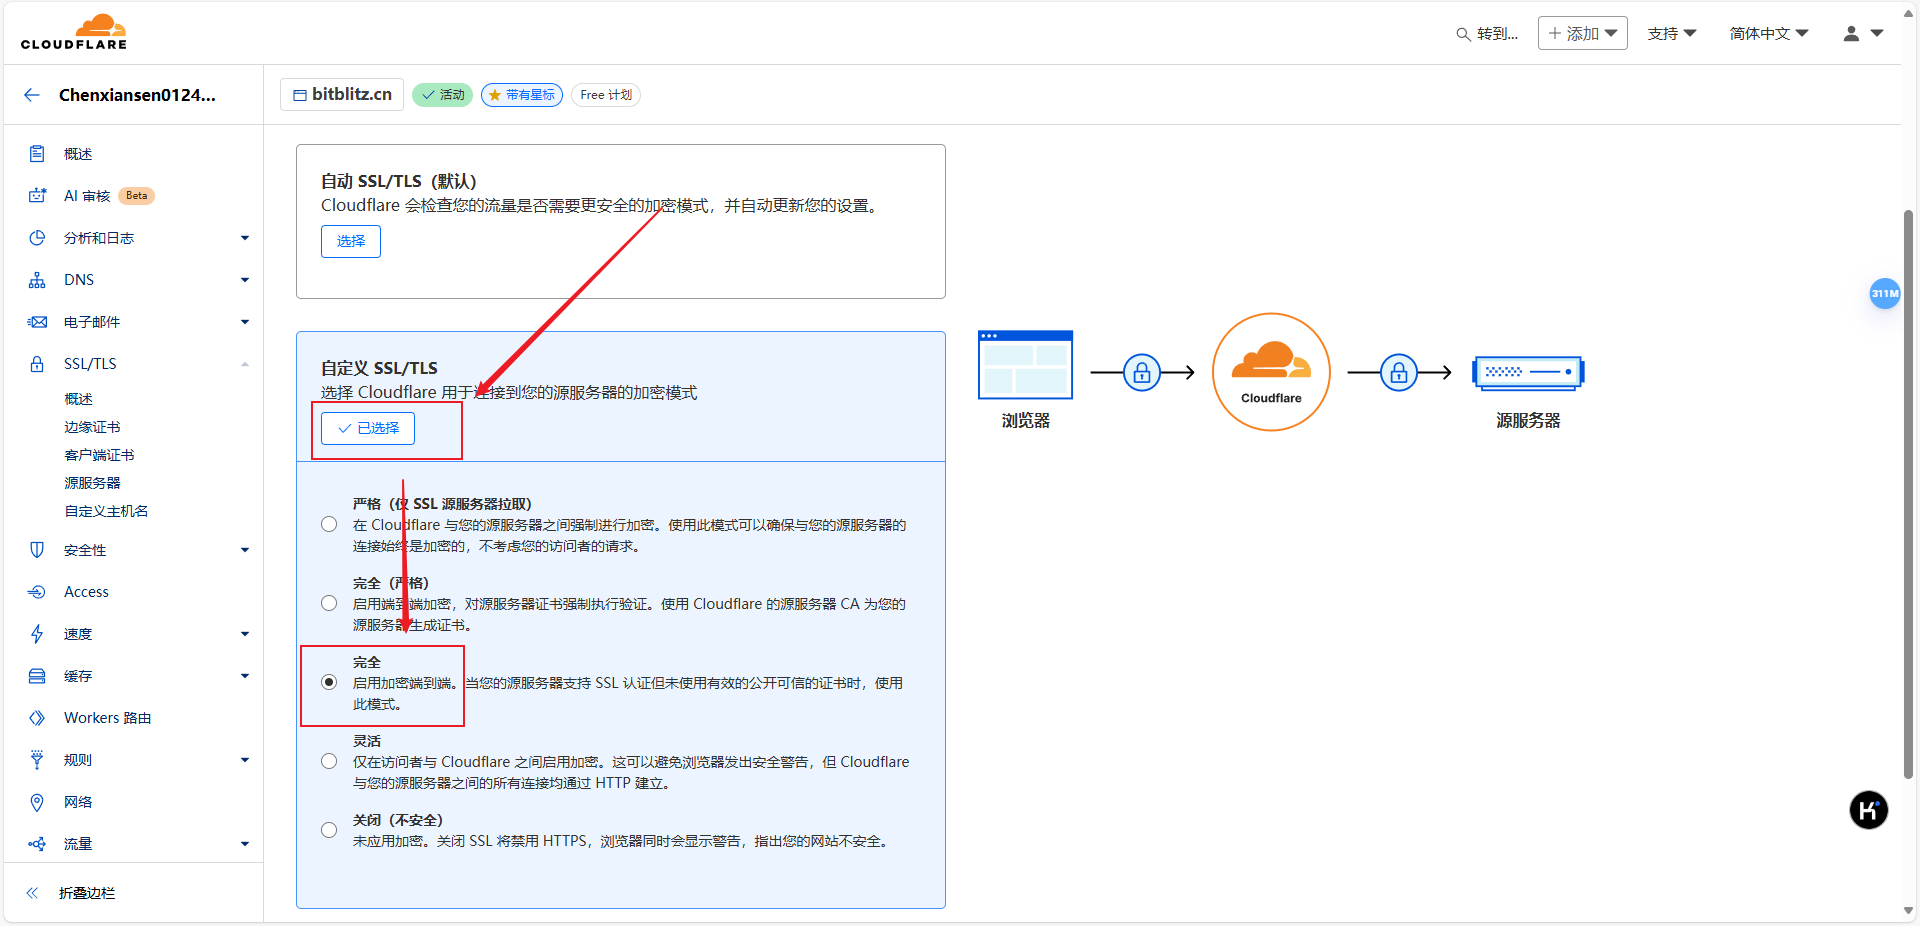 CLOUDFLARE
转到...
添加
支持
简体中文
Chenxiansen0124...
bitblitz.cn
活动
带有星标
Free 计划
概述
AI 审核 Beta
分析和日志
DNS
电子邮件
SSL/TLS
概述
边缘证书
客户端证书
源服务器
自定义主机名
安全性
Access
速度
缓存
Workers 路由
规则
网络
流量
折叠边栏
自动 SSL/TLS（默认）
Cloudflare 会检查您的流量是否需要更安全的加密模式，并自动更新您的设置。
选择
自定义 SSL/TLS
选择 Cloudflare 用于连接到您的源服务器的加密模式
已选择
严格（仅 SSL 源服务器拉取）
在 Cloudflare 与您的源服务器之间强制进行加密。使用此模式可以确保与您的源服务器的
连接始终是加密的，不考虑您的访问者的请求。
完全（严格）
启用端到端加密，对源服务器证书强制执行验证。使用 Cloudflare 的源服务器 CA 为您的
源服务器生成证书。
完全
启用加密端到端。当您的源服务器支持 SSL 认证但未使用有效的公开可信的证书时，使用
此模式。
灵活
仅在访问者与 Cloudflare 之间启用加密。这可以避免浏览器发出安全警告，但 Cloudflare
与您的源服务器之间的所有连接均通过 HTTP 建立。
关闭（不安全）
未应用加密。关闭 SSL 将禁用 HTTPS，浏览器同时会显示警告，指出您的网站不安全。
浏览器
Cloudflare
源服务器
311M
K